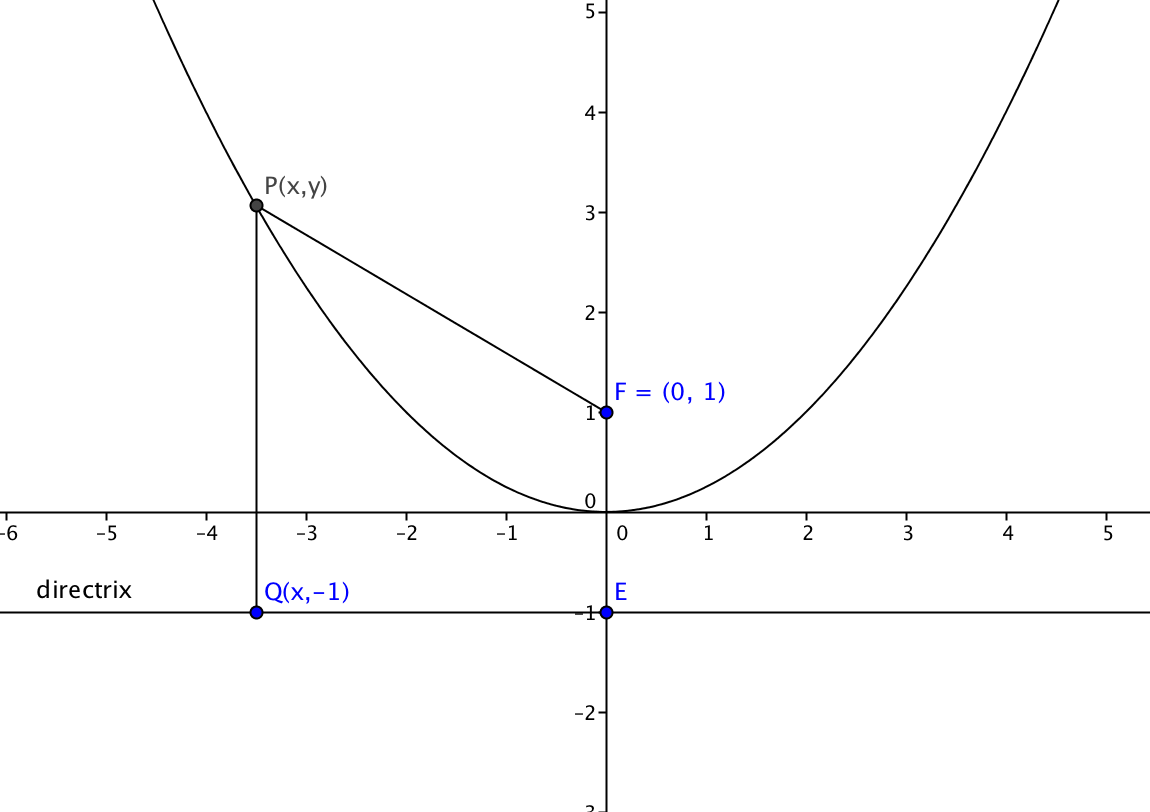 5
4
P(x,y)
3
2
F = (0, 1)
1
0
-6 -5 -4 -3 -2 -1 0 1 2 3 4 5
directrix Q(x,-1) E
-1
-2